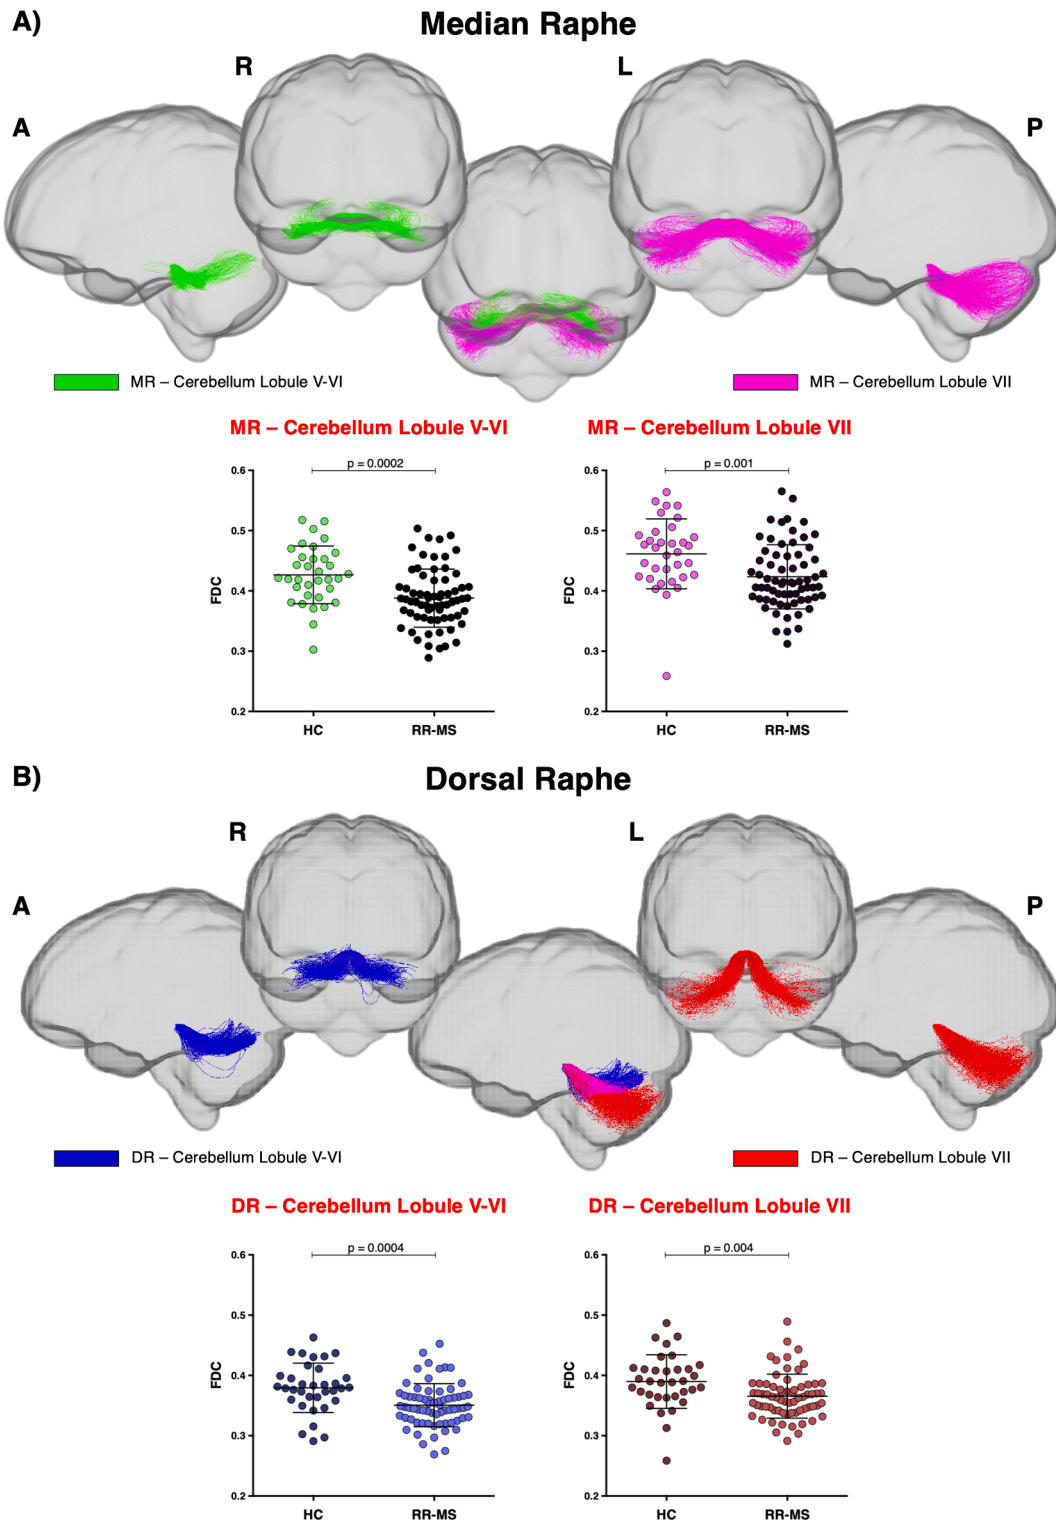 A)
Median Raphe
R
L
A
P
MR – Cerebellum Lobule V-VI
MR – Cerebellum Lobule VII
MR – Cerebellum Lobule V-VI
MR – Cerebellum Lobule VII
p = 0.0002
p = 0.001
0.6
0.5
0.4
0.3
0.2
FDC
HC
RR-MS
0.6
0.5
0.4
0.3
0.2
FDC
HC
RR-MS
B)
Dorsal Raphe
R
L
A
P
DR – Cerebellum Lobule V-VI
DR – Cerebellum Lobule VII
DR – Cerebellum Lobule V-VI
DR – Cerebellum Lobule VII
p = 0.0004
p = 0.004
0.6
0.5
0.4
0.3
0.2
FDC
HC
RR-MS
0.6
0.5
0.4
0.3
0.2
FDC
HC
RR-MS